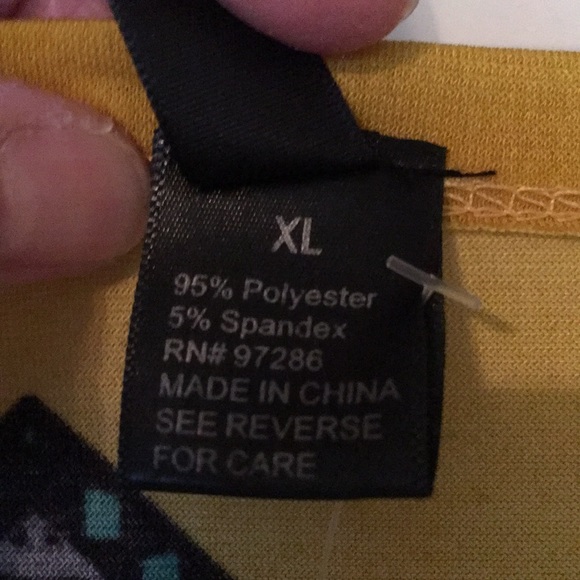 XL
95% Polyester
5% Spandex
RN# 97286
MADE IN CHINA
SEE REVERSE
FOR CARE